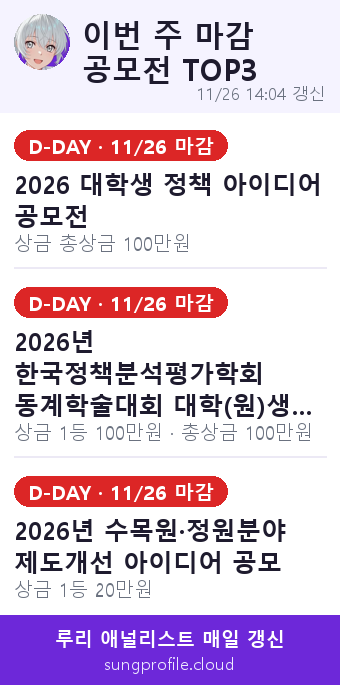 이번 주 마감
공모전 TOP3
11/26 14:04 갱신
D-DAY · 11/26 마감
2026 대학생 정책 아이디어
공모전
상금 총상금 100만원
D-DAY · 11/26 마감
2026년
한국정책분석평가학회
동계학술대회 대학(원)생...
상금 1등 100만원 · 총상금 100만원
D-DAY · 11/26 마감
2026년 수목원·정원분야
제도개선 아이디어 공모
상금 1등 20만원
루리 애널리스트 매일 갱신
sungprofile.cloud